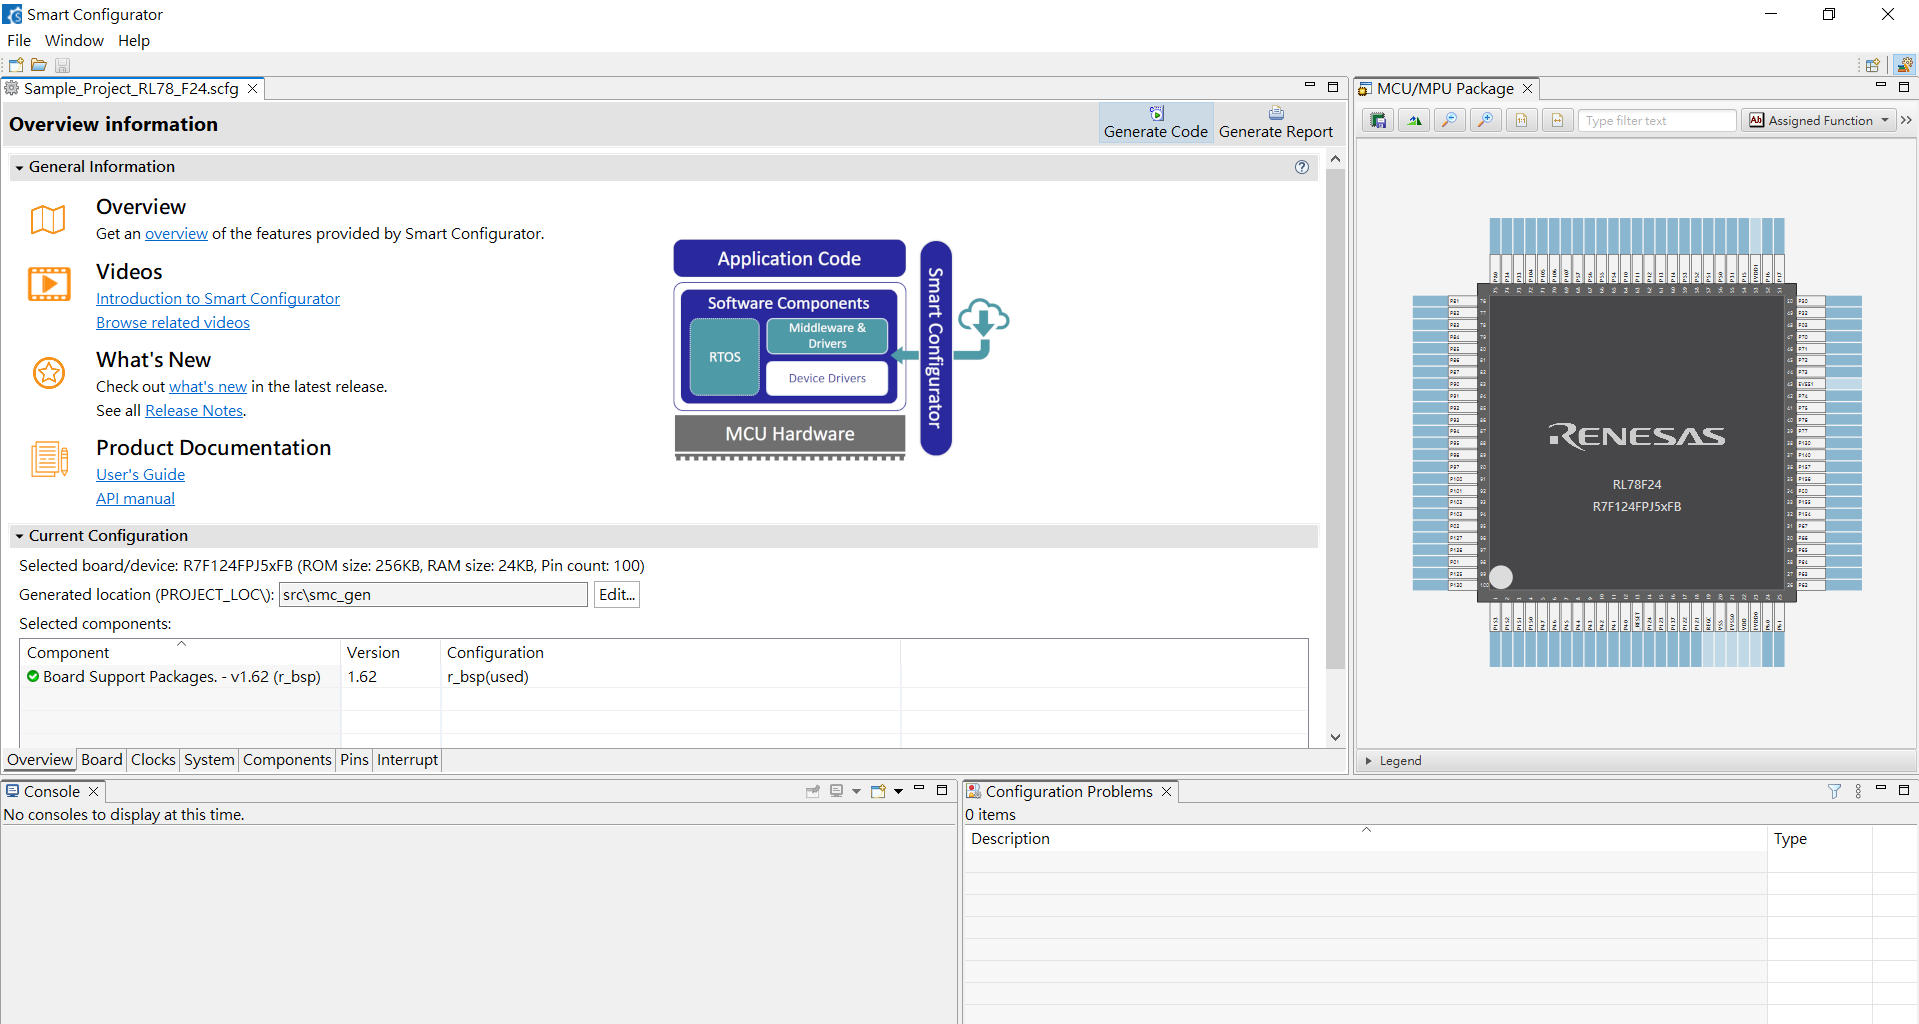 Smart Configurator
File Window Help
Sample_Project_RL78_F24.scfg
Overview information
Generate Code
Generate Report
General Information
Overview
Get an overview of the features provided by Smart Configurator.
Videos
Introduction to Smart Configurator
Browse related videos
What's New
Check out what's new in the latest release.
See all Release Notes.
Product Documentation
User's Guide
API manual
Application Code
Software Components
RTOS
Middleware &
Drivers
Device Drivers
MCU Hardware
Smart Configurator
Current Configuration
Selected board/device: R7F124FPJ5xFB (ROM size: 256KB, RAM size: 24KB, Pin count: 100)
Generated location (PROJECT_LOC\): src\smc_gen Edit...
Selected components:
Component Version Configuration
Board Support Packages. - v1.62 (r_bsp) 1.62 r_bsp(used)
Overview Board Clocks System Components Pins Interrupt
MCU/MPU Package
Type filter text
Assigned Function
RENESAS
RL78F24
R7F124FPJ5xFB
Legend
Console
No consoles to display at this time.
Configuration Problems
0 items
Description Type